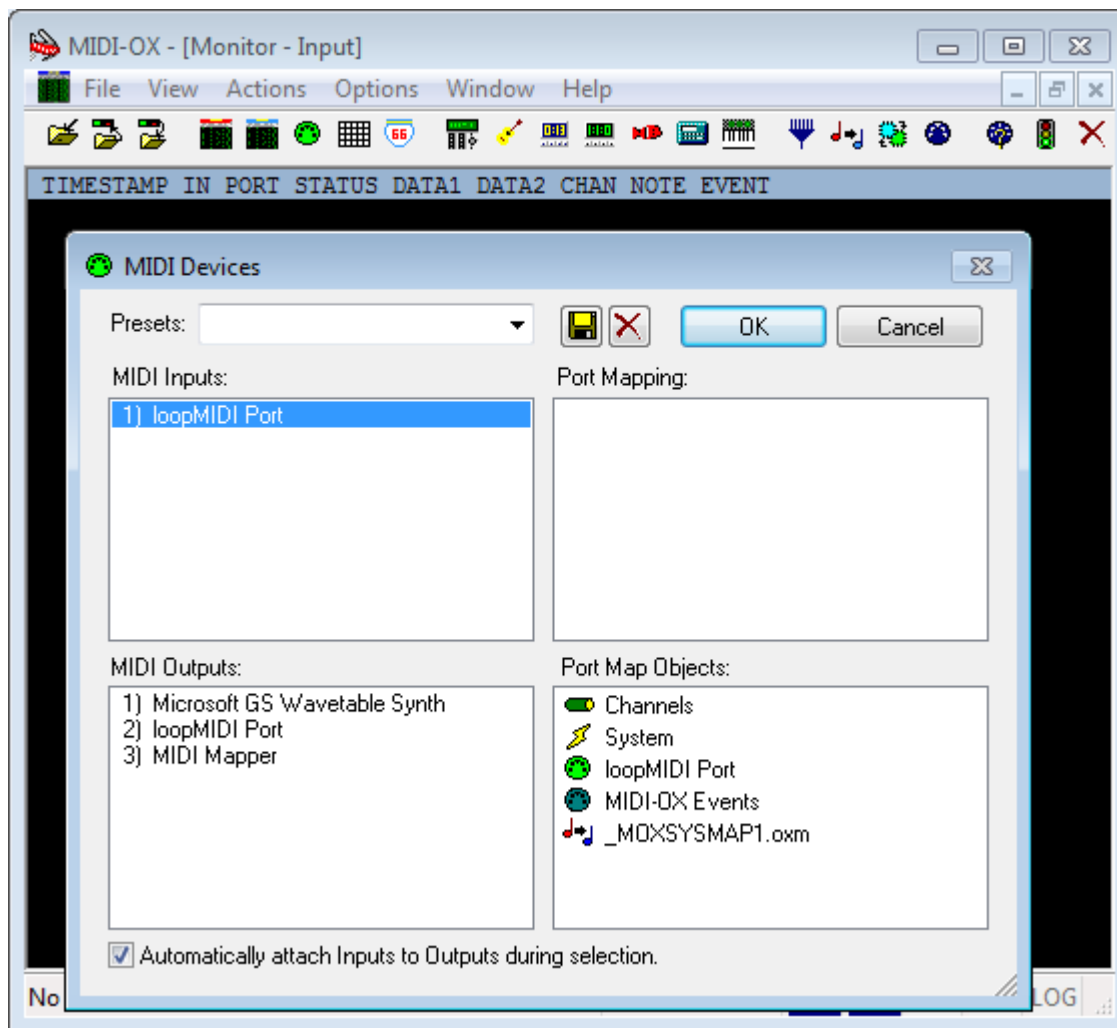 MIDI-OX - [Monitor - Input]
File View Actions Options Window Help
66
TIMESTAMP IN PORT STATUS DATA1 DATA2 CHAN NOTE EVENT
MIDI Devices
Presets:
OK
Cancel
MIDI Inputs:
1) loopMIDI Port
Port Mapping:
MIDI Outputs:
1) Microsoft GS Wavetable Synth
2) loopMIDI Port
3) MIDI Mapper
Port Map Objects:
Channels
System
loopMIDI Port
MIDI-OX Events
_MOXSYSMAP1.oxm
Automatically attach Inputs to Outputs during selection.
No
LOG